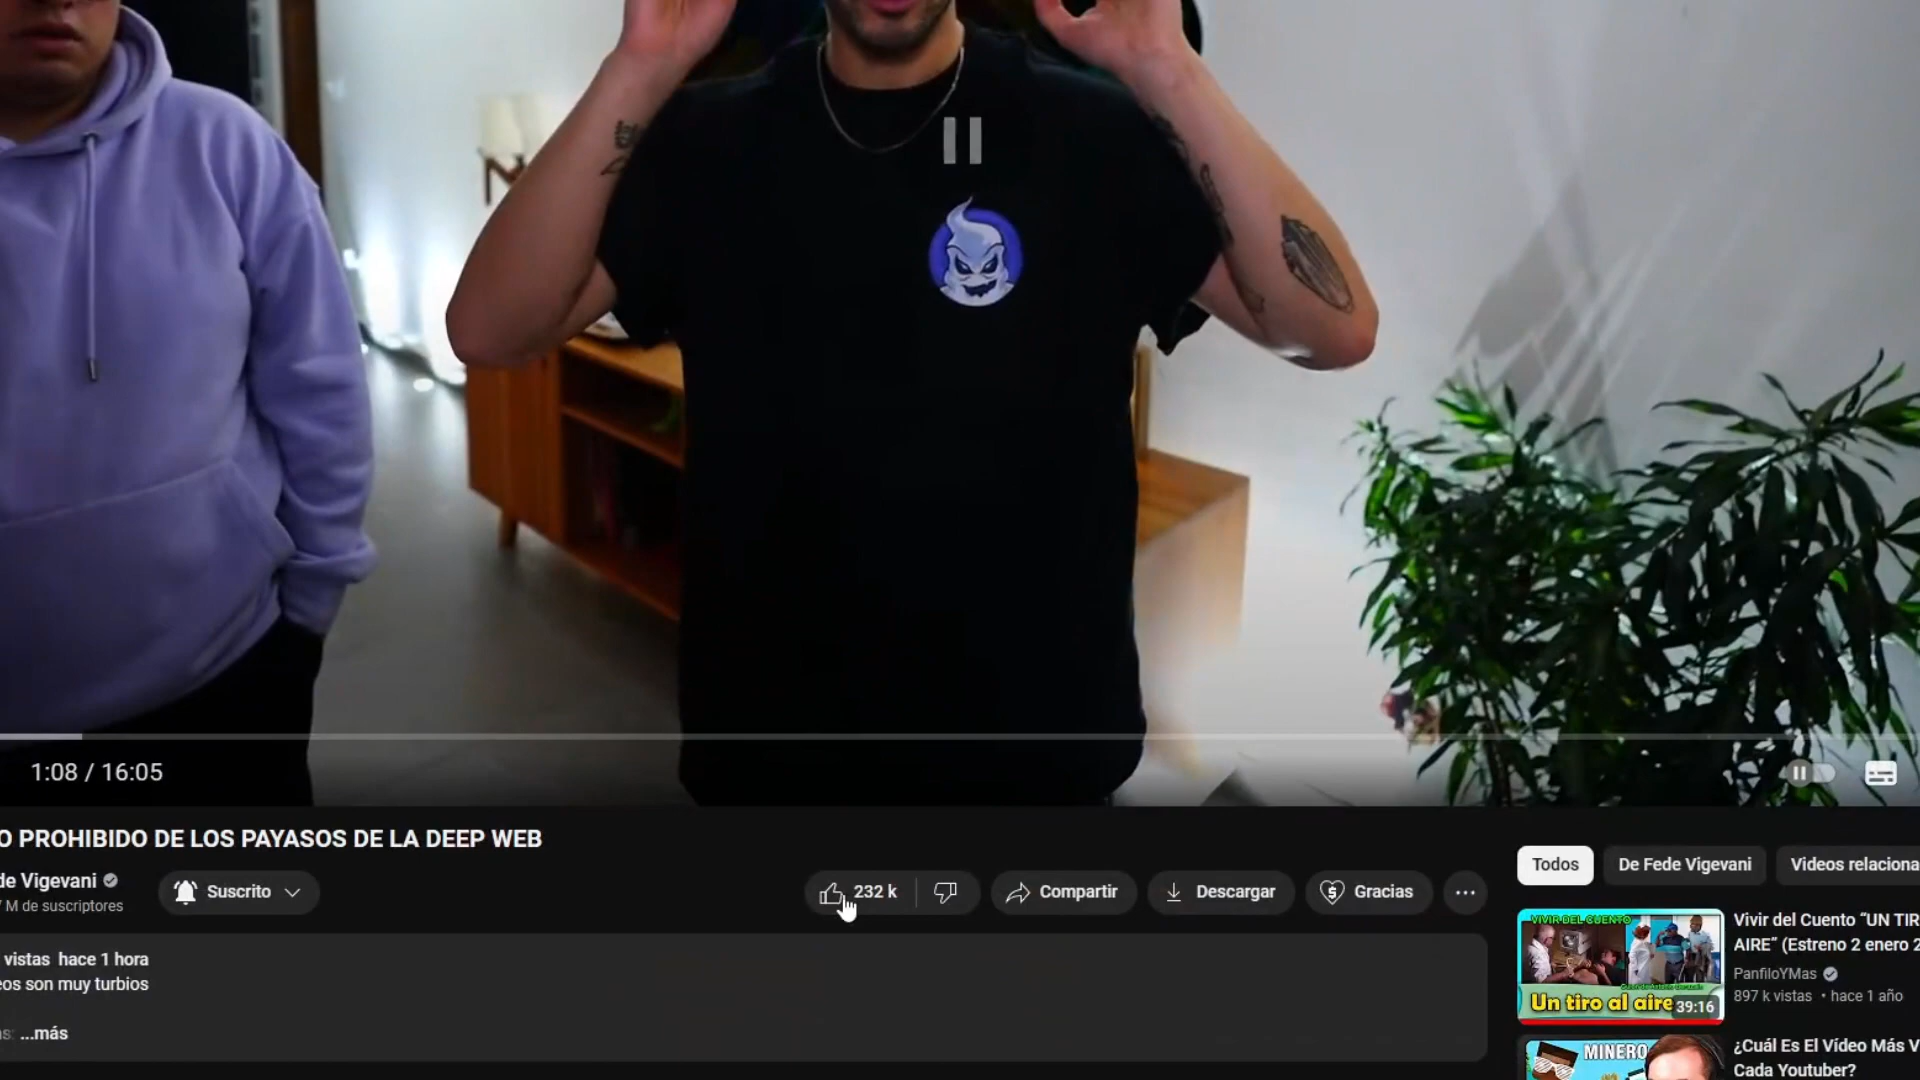 1:08 / 16:05
O PROHIBIDO DE LOS PAYASOS DE LA DEEP WEB
de Vigevani
M de suscriptores
Suscrito
232 k
Compartir
Descargar
Gracias
vistas hace 1 hora
eos son muy turbios
...más
Todos
De Fede Vigevani
Videos relaciona
VIVIR DEL CUENTO
Un tiro al aire
39:16
Vivir del Cuento “UN TIR
AIRE” (Estreno 2 enero 2
PanfiloYMas
897 k vistas • hace 1 año
MINERO
¿Cuál Es El Vídeo Más V
Cada Youtuber?